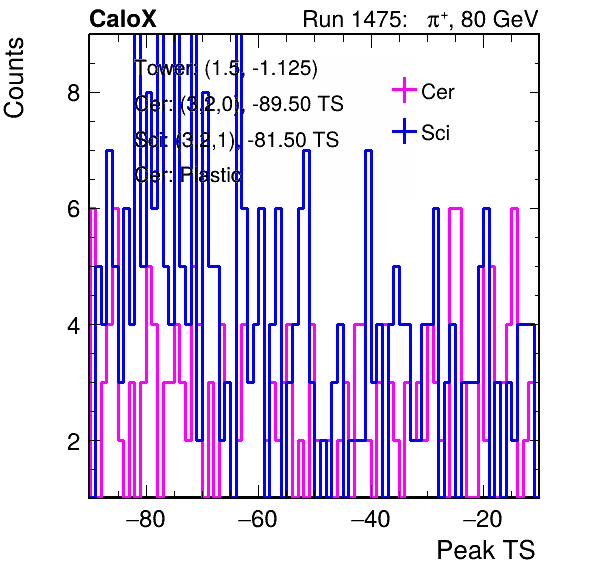 CaloX Run 1475: π⁺, 80 GeV
Counts
Tower: (1.5, -1.125)
Cer: (3,2,0), -89.50 TS
Sci: (3,2,1), -81.50 TS
Cer: Plastic
Cer
Sci
8
6
4
2
−80 −60 −40 −20
Peak TS